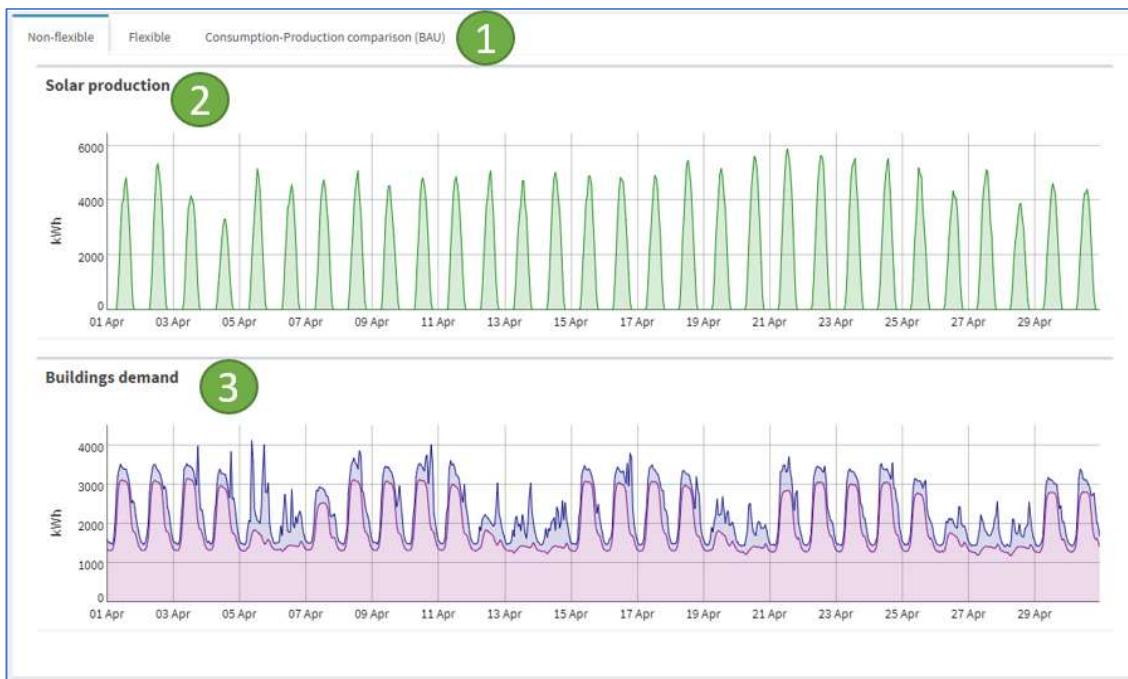 Non-flexible Flexible Consumption-Production comparison (BAU) 1
Solar production 2
6000
4000
2000
0
kWh
01 Apr 03 Apr 05 Apr 07 Apr 09 Apr 11 Apr 13 Apr 15 Apr 17 Apr 19 Apr 21 Apr 23 Apr 25 Apr 27 Apr 29 Apr
Buildings demand 3
4000
3000
2000
1000
0
kWh
01 Apr 03 Apr 05 Apr 07 Apr 09 Apr 11 Apr 13 Apr 15 Apr 17 Apr 19 Apr 21 Apr 23 Apr 25 Apr 27 Apr 29 Apr